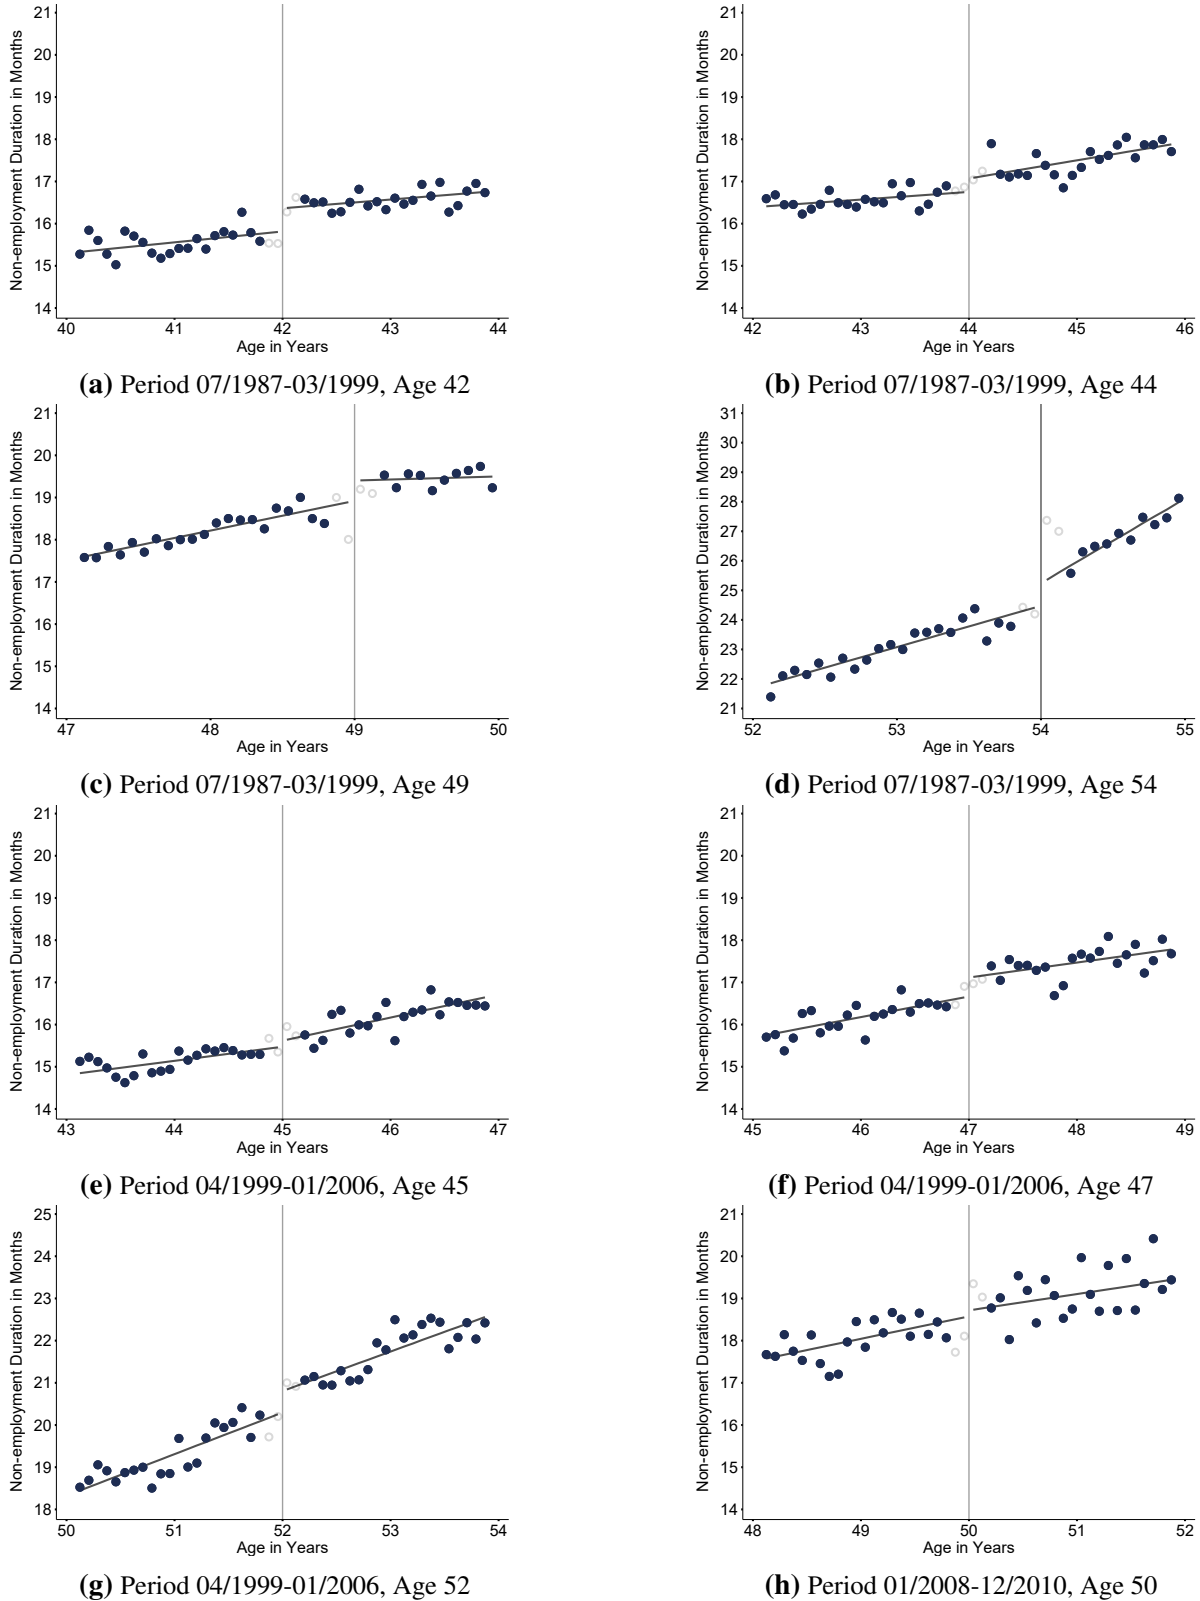 21
20
19
18
17
16
15
14
Non-employment Duration in Months
40 41 42 43 44
Age in Years
(a) Period 07/1987-03/1999, Age 42
21
20
19
18
17
16
15
14
Non-employment Duration in Months
42 43 44 45 46
Age in Years
(b) Period 07/1987-03/1999, Age 44
21
20
19
18
17
16
15
14
Non-employment Duration in Months
47 48 49 50
Age in Years
(c) Period 07/1987-03/1999, Age 49
31
30
28
27
26
25
24
23
22
21
Non-employment Duration in Months
52 53 54 55
Age in Years
(d) Period 07/1987-03/1999, Age 54
21
20
19
18
17
16
15
14
Non-employment Duration in Months
43 44 45 46 47
Age in Years
(e) Period 04/1999-01/2006, Age 45
21
20
19
18
17
16
15
14
Non-employment Duration in Months
45 46 47 48 49
Age in Years
(f) Period 04/1999-01/2006, Age 47
25
23
22
21
20
19
18
Non-employment Duration in Months
50 51 52 53 54
Age in Years
(g) Period 04/1999-01/2006, Age 52
21
20
19
18
17
16
15
14
Non-employment Duration in Months
48 49 50 51 52
Age in Years
(h) Period 01/2008-12/2010, Age 50